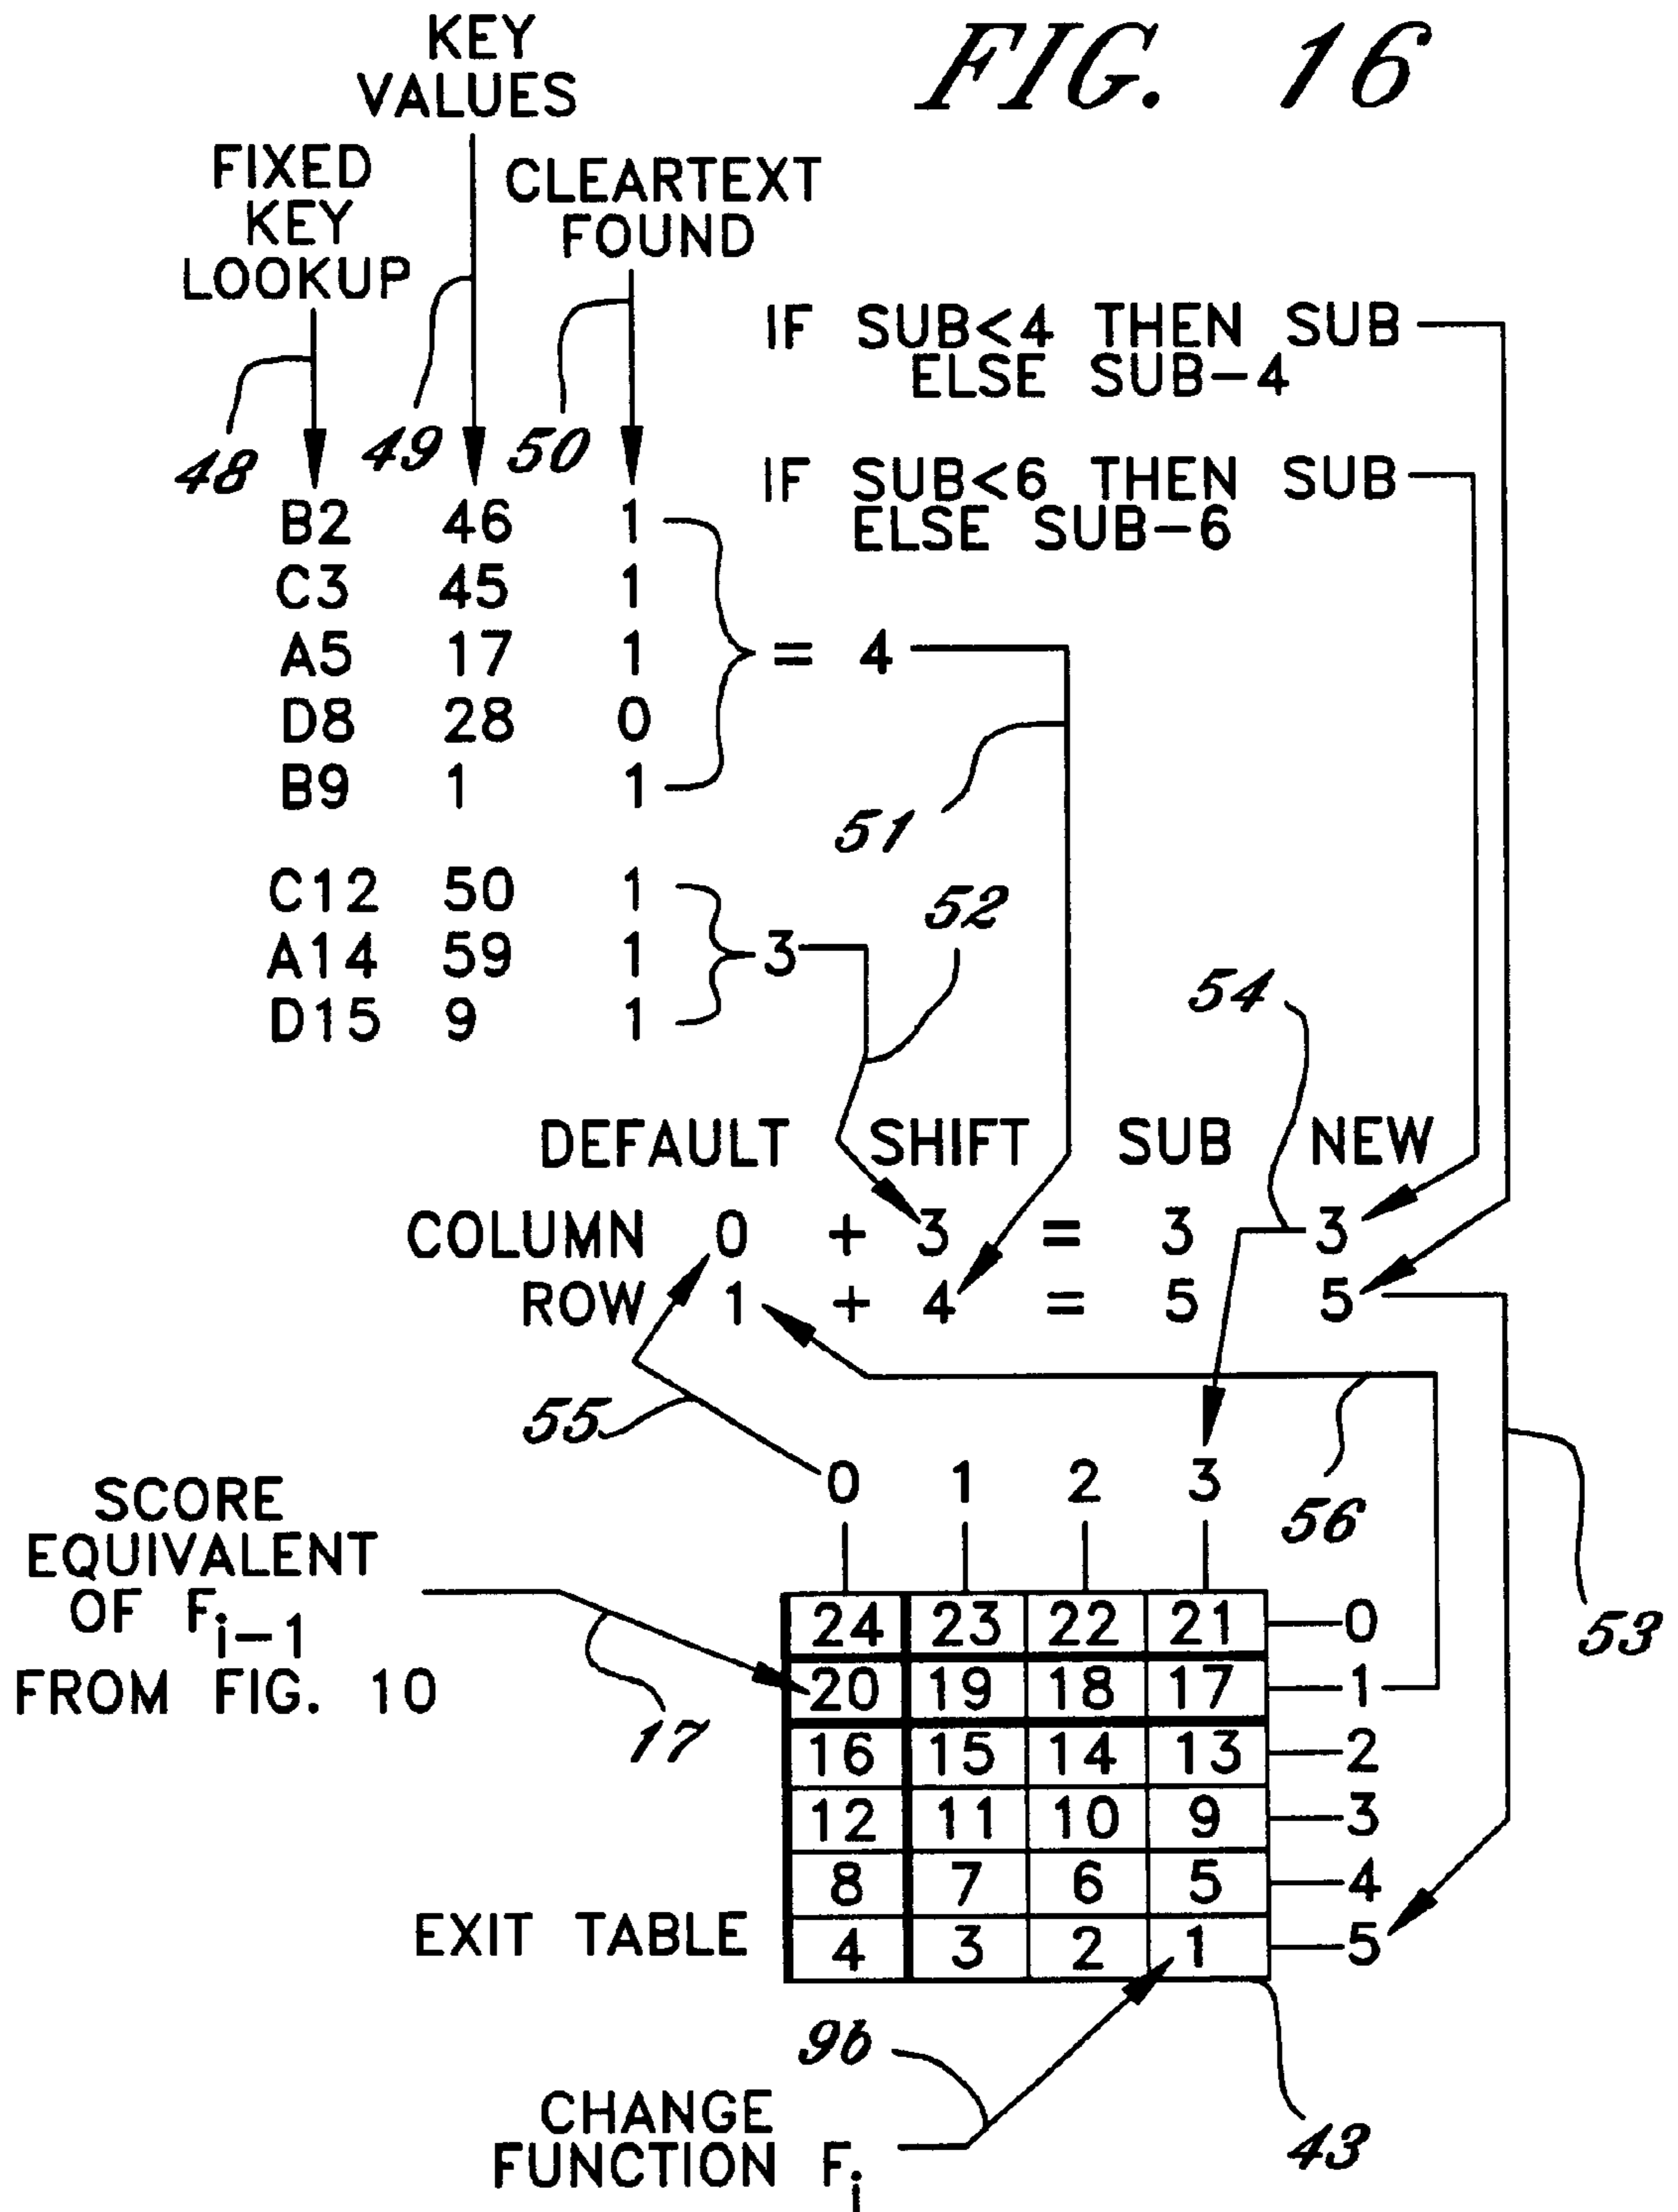 FIG. 16
KEY
VALUES
FIXED
KEY
LOOKUP
CLEARTEXT
FOUND
IF SUB<4 THEN SUB
ELSE SUB-4
48
49
50
IF SUB<6 THEN SUB
ELSE SUB-6
B2 46 1
C3 45 1
A5 17 1
= 4
D8 28 0
B9 1 1
51
C12 50 1
A14 59 1
3
D15 9 1
52
54
DEFAULT SHIFT SUB NEW
COLUMN 0 + 3 = 3 3
ROW 1 + 4 = 5 5
55
56
53
0 1 2 3
SCORE
EQUIVALENT
OF Fi-1
FROM FIG. 10
17
24 23 22 21 0
20 19 18 17 1
16 15 14 13 2
12 11 10 9 3
8 7 6 5 4
EXIT TABLE 4 3 2 1 5
9b
43
CHANGE
FUNCTION Fi